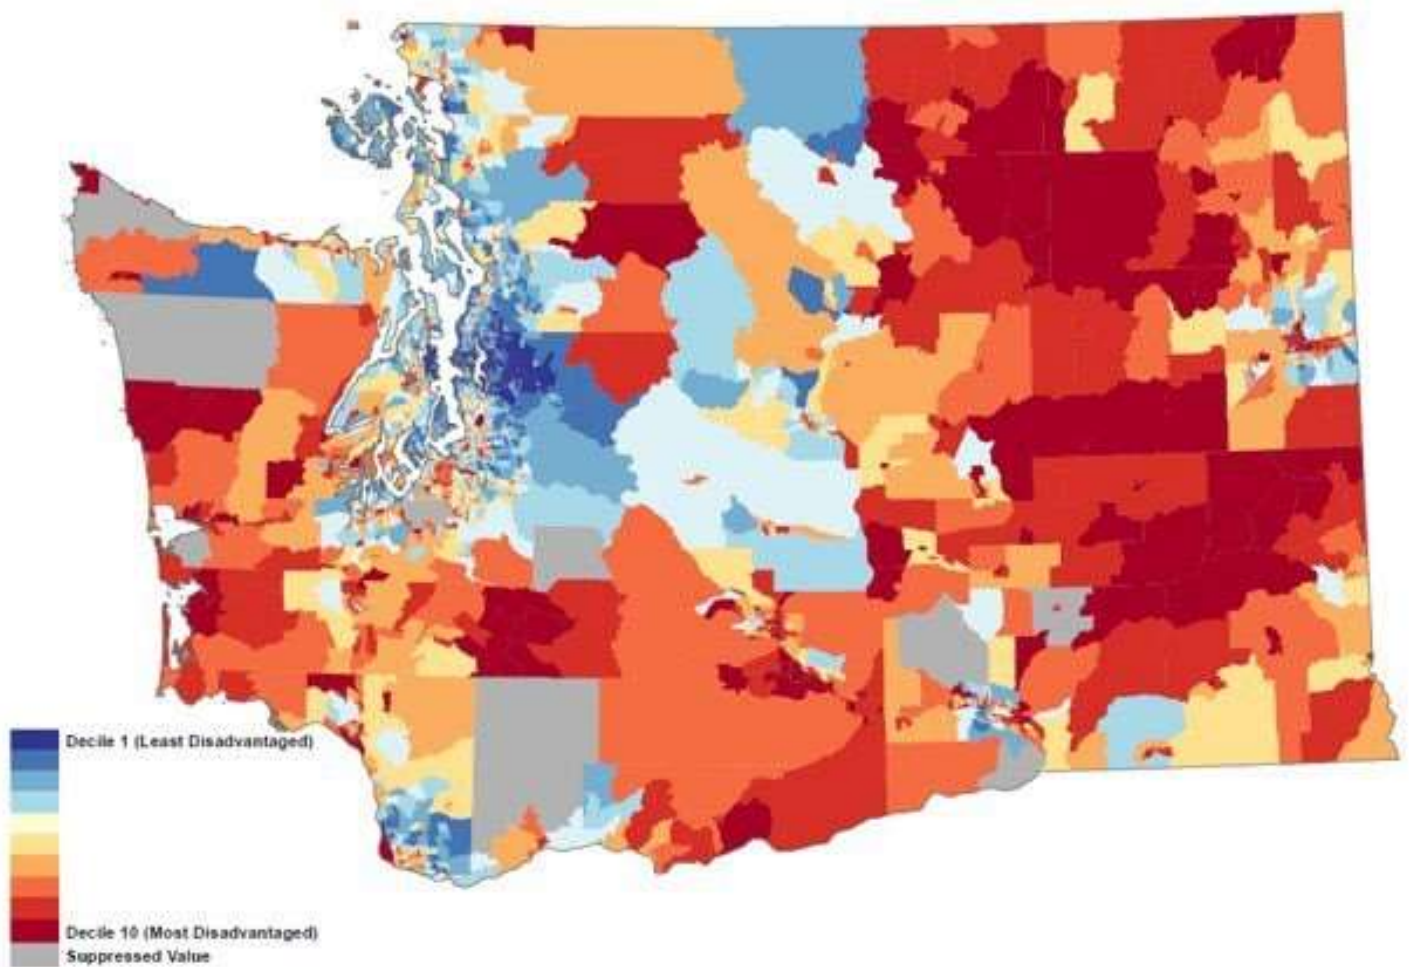 Decile 1 (Least Disadvantaged)
Decile 10 (Most Disadvantaged)
Suppressed Value